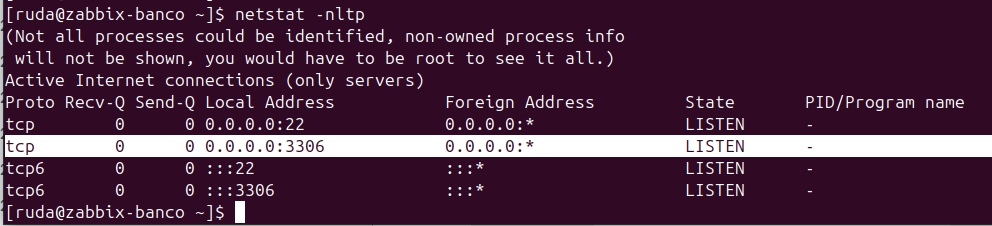 [ruda@zabbix-banco ~]$ netstat -nltp
(Not all processes could be identified, non-owned process info
 will not be shown, you would have to be root to see it all.)
Active Internet connections (only servers)
Proto Recv-Q Send-Q Local Address           Foreign Address         State       PID/Program name
tcp        0      0 0.0.0.0:22              0.0.0.0:*               LISTEN      -
tcp        0      0 0.0.0.0:3306            0.0.0.0:*               LISTEN      -
tcp6       0      0 :::22                   :::*                    LISTEN      -
tcp6       0      0 :::3306                 :::*                    LISTEN      -
[ruda@zabbix-banco ~]$